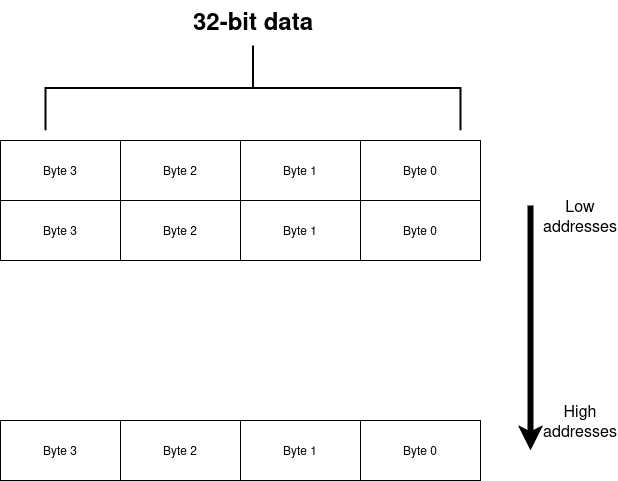 32-bit data
Byte 3 Byte 2 Byte 1 Byte 0
Byte 3 Byte 2 Byte 1 Byte 0
Low
addresses
High
addresses
Byte 3 Byte 2 Byte 1 Byte 0